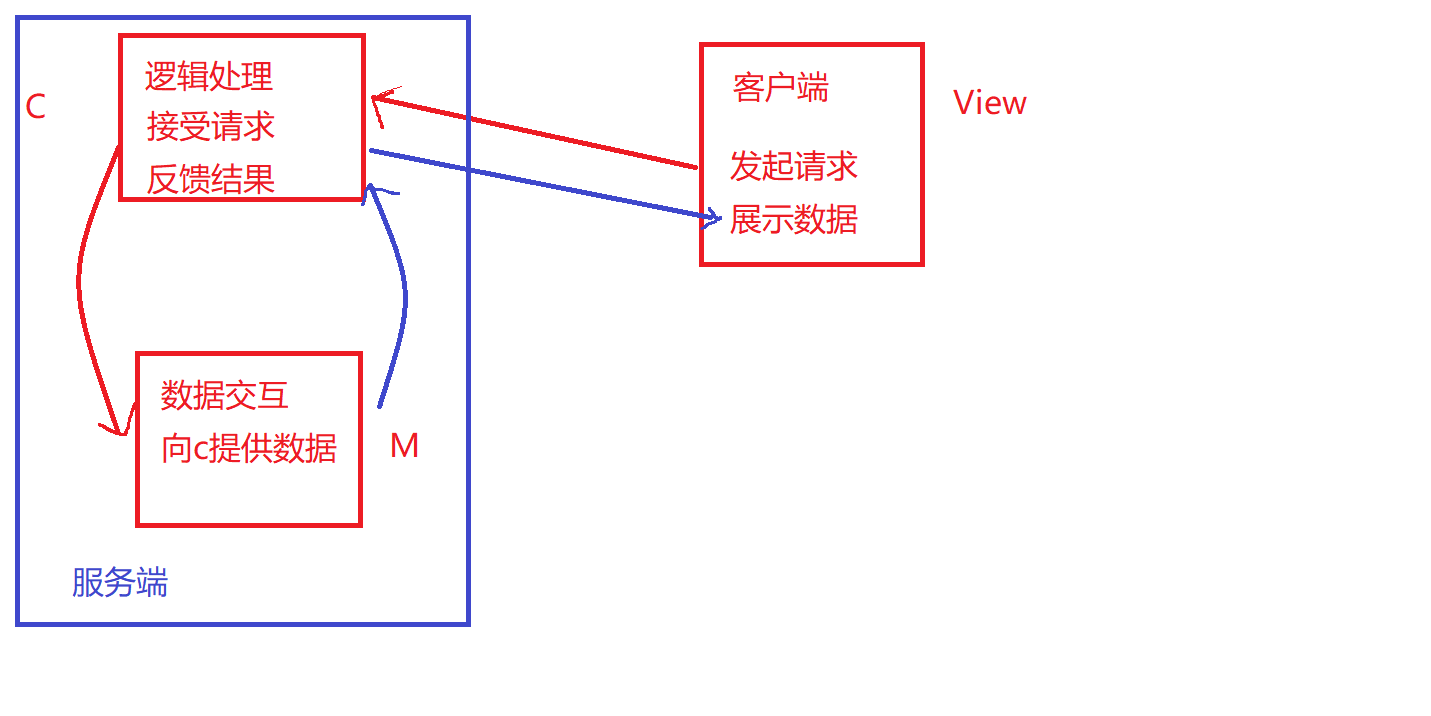 C
逻辑处理
接受请求
反馈结果
客户端
发起请求
展示数据
View
数据交互
向c提供数据
M
服务端